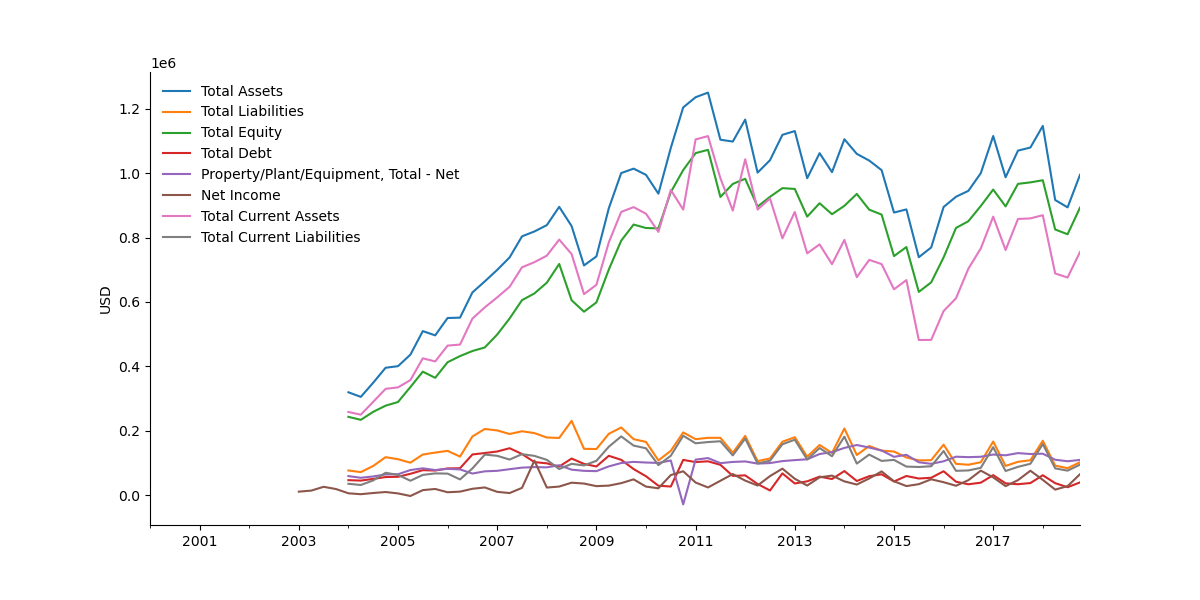 1e6
Total Assets
Total Liabilities
Total Equity
Total Debt
Property/Plant/Equipment, Total - Net
Net Income
Total Current Assets
Total Current Liabilities
USD
1.2
1.0
0.8
0.6
0.4
0.2
0.0
2001 2003 2005 2007 2009 2011 2013 2015 2017